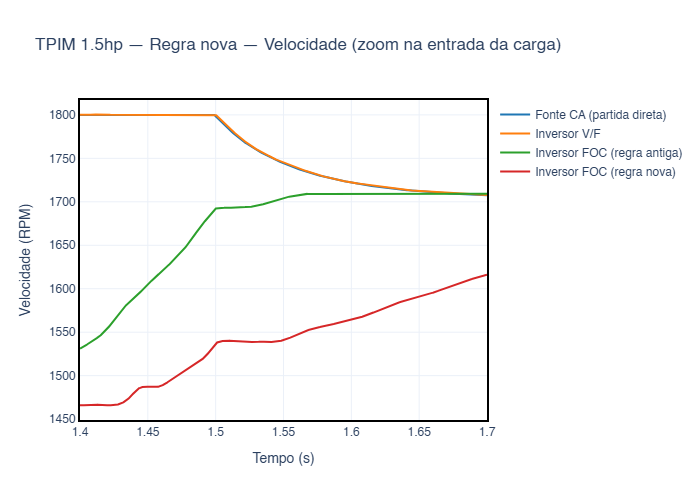 TPIM 1.5hp — Regra nova — Velocidade (zoom na entrada da carga)
Fonte CA (partida direta)
Inversor V/F
Inversor FOC (regra antiga)
Inversor FOC (regra nova)
Velocidade (RPM)
1800
1750
1700
1650
1600
1550
1500
1450
1.4
1.45
1.5
1.55
1.6
1.65
1.7
Tempo (s)